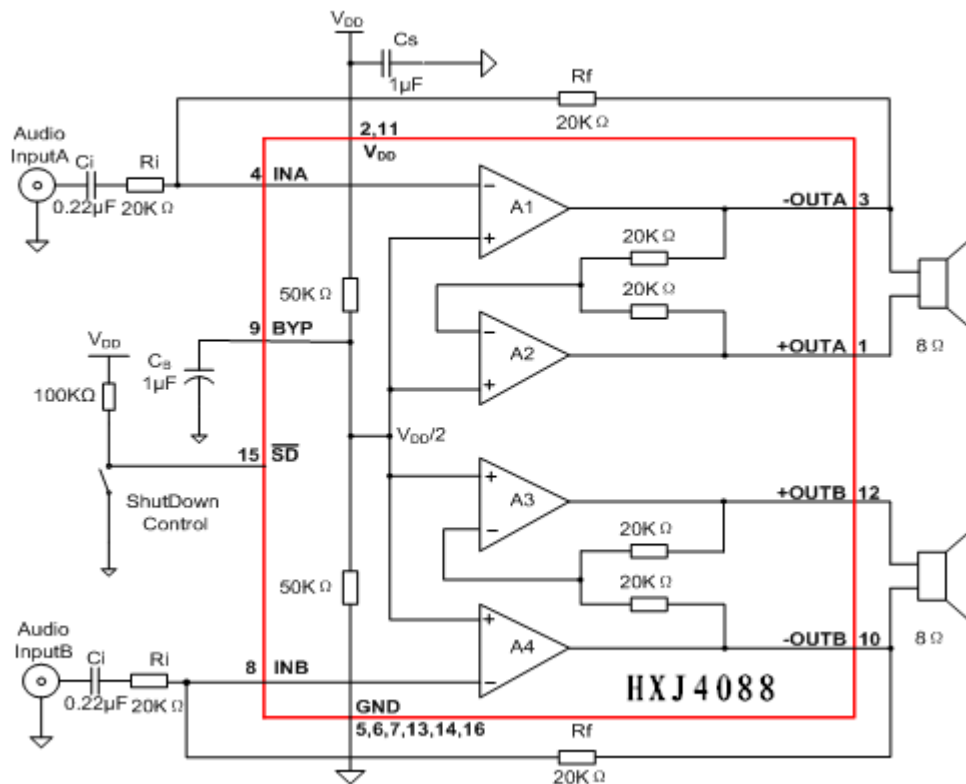 VDD
Cs
1μF
Rf
20KΩ
Audio
InputA
Ci
Ri
0.22μF
20KΩ
2,11
VDD
4 INA
A1
-OUTA 3
20KΩ
20KΩ
50KΩ
9 BYP
CB
1μF
A2
+OUTA 1
8Ω
VDD
100KΩ
15 SD
VDD/2
ShutDown
Control
A3
+OUTB 12
20KΩ
20KΩ
50KΩ
Audio
InputB
Ci
Ri
0.22μF
20KΩ
8 INB
A4
-OUTB 10
8Ω
HXJ4088
GND
5,6,7,13,14,16
Rf
20KΩ